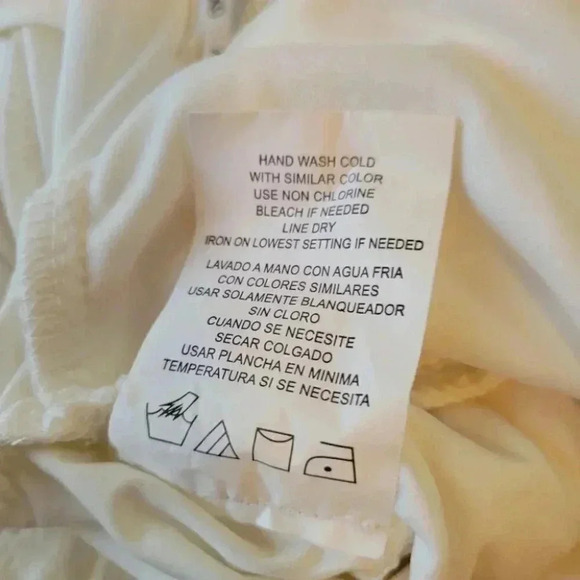 HAND WASH COLD
WITH SIMILAR COLOR
USE NON CHLORINE
BLEACH IF NEEDED
LINE DRY
IRON ON LOWEST SETTING IF NEEDED
LAVADO A MANO CON AGUA FRIA
CON COLORES SIMILARES
USAR SOLAMENTE BLANQUEADOR
SIN CLORO
CUANDO SE NECESITE
SECAR COLGADO
USAR PLANCHA EN MINIMA
TEMPERATURA SI SE NECESITA